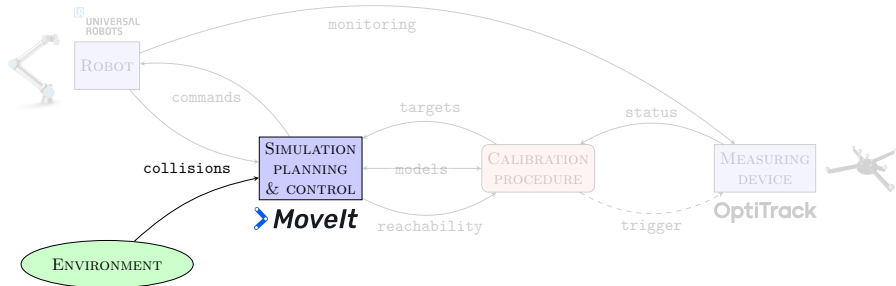 UNIVERSAL
ROBOTS
monitoring
ROBOT
commands
targets
status
SIMULATION
PLANNING
& CONTROL
collisions
models
CALIBRATION
PROCEDURE
MEASURING
DEVICE
MoveIt
OptiTrack
reachability
trigger
ENVIRONMENT